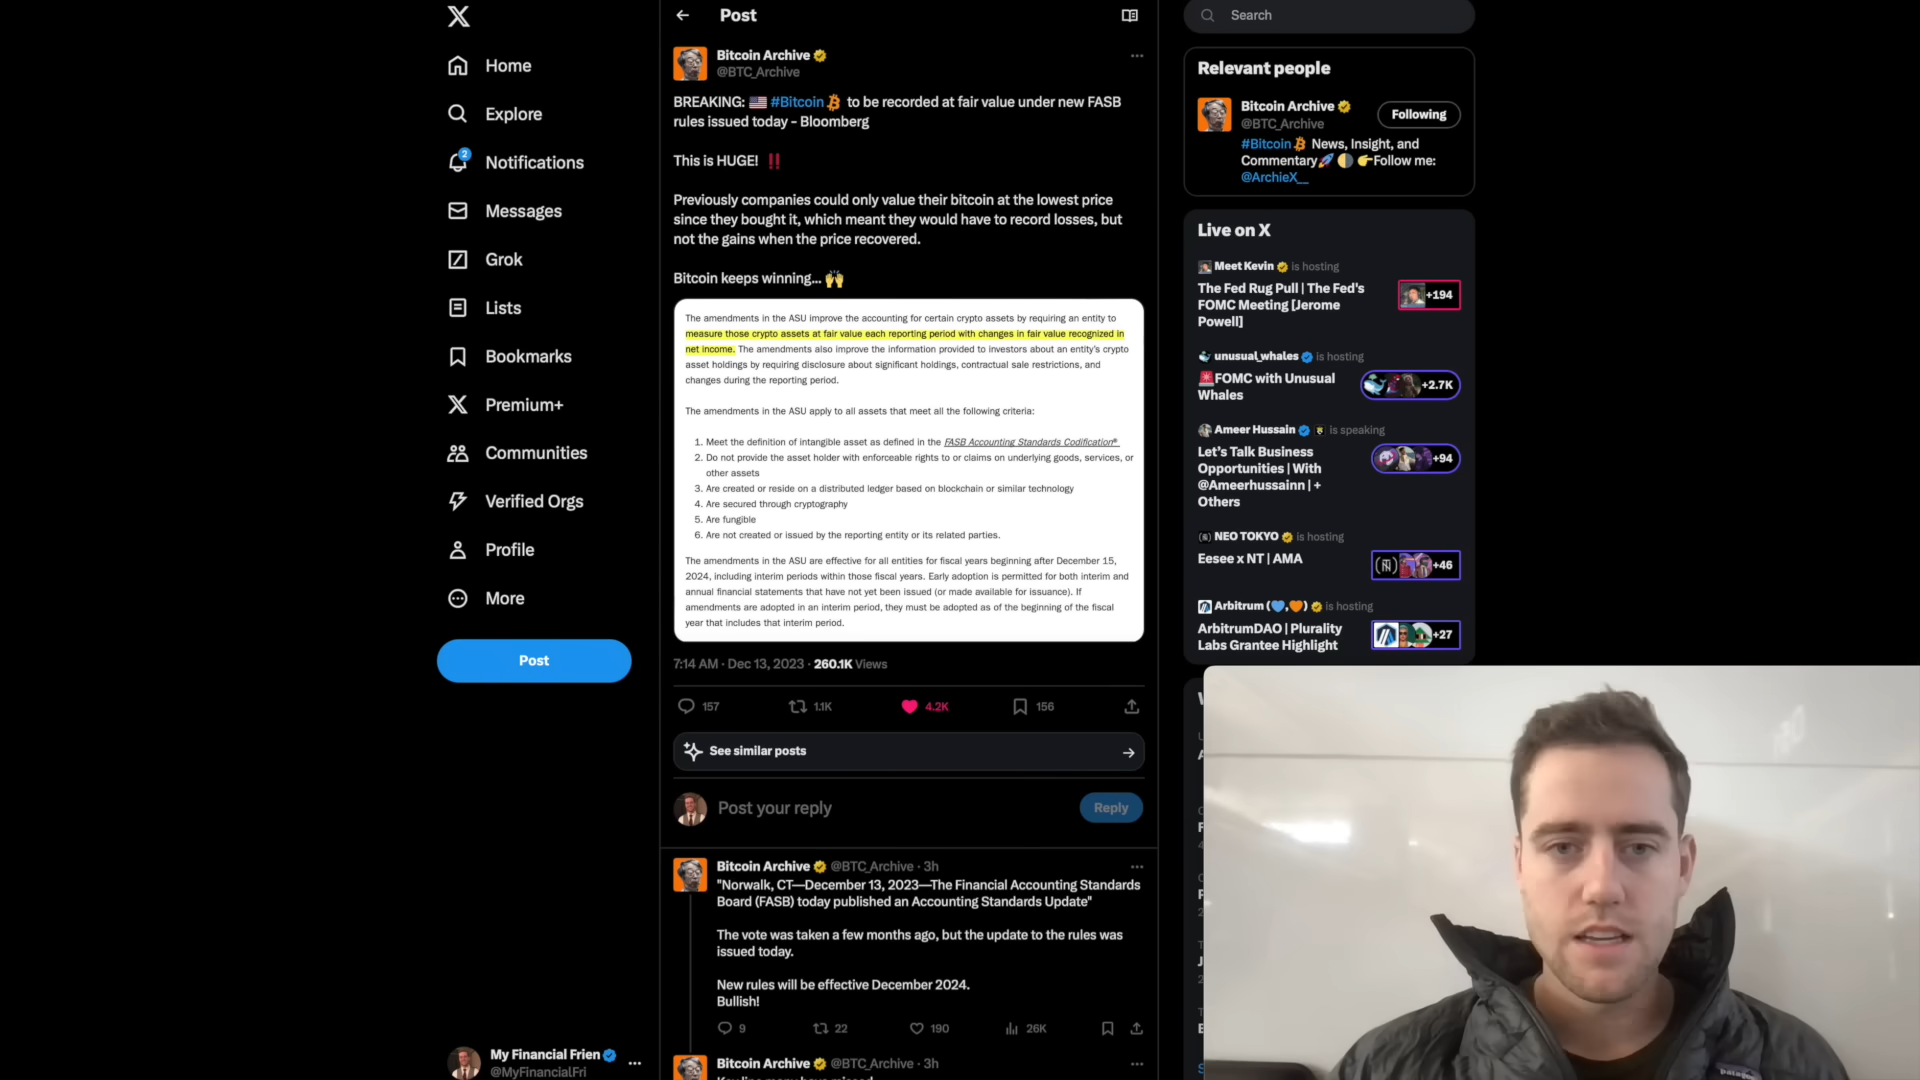 Home
Explore
2
Notifications
Messages
Grok
Lists
Bookmarks
Premium+
Communities
Verified Orgs
Profile
More
Post
My Financial Frien
@MyFinancialFri
Post
Bitcoin Archive
@BTC_Archive
BREAKING: 🇺🇸 #Bitcoin to be recorded at fair value under new FASB
rules issued today - Bloomberg
This is HUGE! ‼️
Previously companies could only value their bitcoin at the lowest price
since they bought it, which meant they would have to record losses, but
not the gains when the price recovered.
Bitcoin keeps winning... 🙌
The amendments in the ASU improve the accounting for certain crypto assets by requiring an entity to
measure those crypto assets at fair value each reporting period with changes in fair value recognized in
net income. The amendments also improve the information provided to investors about an entity's crypto
asset holdings by requiring disclosure about significant holdings, contractual sale restrictions, and
changes during the reporting period.
The amendments in the ASU apply to all assets that meet all the following criteria:
1. Meet the definition of intangible asset as defined in the FASB Accounting Standards Codification®
2. Do not provide the asset holder with enforceable rights to or claims on underlying goods, services, or
other assets
3. Are created or reside on a distributed ledger based on blockchain or similar technology
4. Are secured through cryptography
5. Are fungible
6. Are not created or issued by the reporting entity or its related parties.
The amendments in the ASU are effective for all entities for fiscal years beginning after December 15,
2024, including interim periods within those fiscal years. Early adoption is permitted for both interim and
annual financial statements that have not yet been issued (or made available for issuance). If
amendments are adopted in an interim period, they must be adopted as of the beginning of the fiscal
year that includes that interim period.
7:14 AM · Dec 13, 2023 · 260.1K Views
157 1.1K 4.2K 156
See similar posts
Post your reply
Reply
Bitcoin Archive @BTC_Archive · 3h
"Norwalk, CT—December 13, 2023—The Financial Accounting Standards
Board (FASB) today published an Accounting Standards Update"
The vote was taken a few months ago, but the update to the rules was
issued today.
New rules will be effective December 2024.
Bullish!
9 22 190 26K
Bitcoin Archive @BTC_Archive · 3h
Search
Relevant people
Bitcoin Archive
@BTC_Archive
Following
#Bitcoin News, Insight, and
Commentary🚀 🌓 👉Follow me:
@ArchieX__
Live on X
Meet Kevin is hosting
The Fed Rug Pull | The Fed's
FOMC Meeting [Jerome
Powell]
+194
unusual_whales is hosting
🚨FOMC with Unusual
Whales
+2.7K
Ameer Hussain is speaking
Let's Talk Business
Opportunities | With
@Ameerhussainn | +
Others
+94
NEO TOKYO is hosting
Eesee x NT | AMA
+46
Arbitrum (💙,🧡) is hosting
ArbitrumDAO | Plurality
Labs Grantee Highlight
+27
patagonia